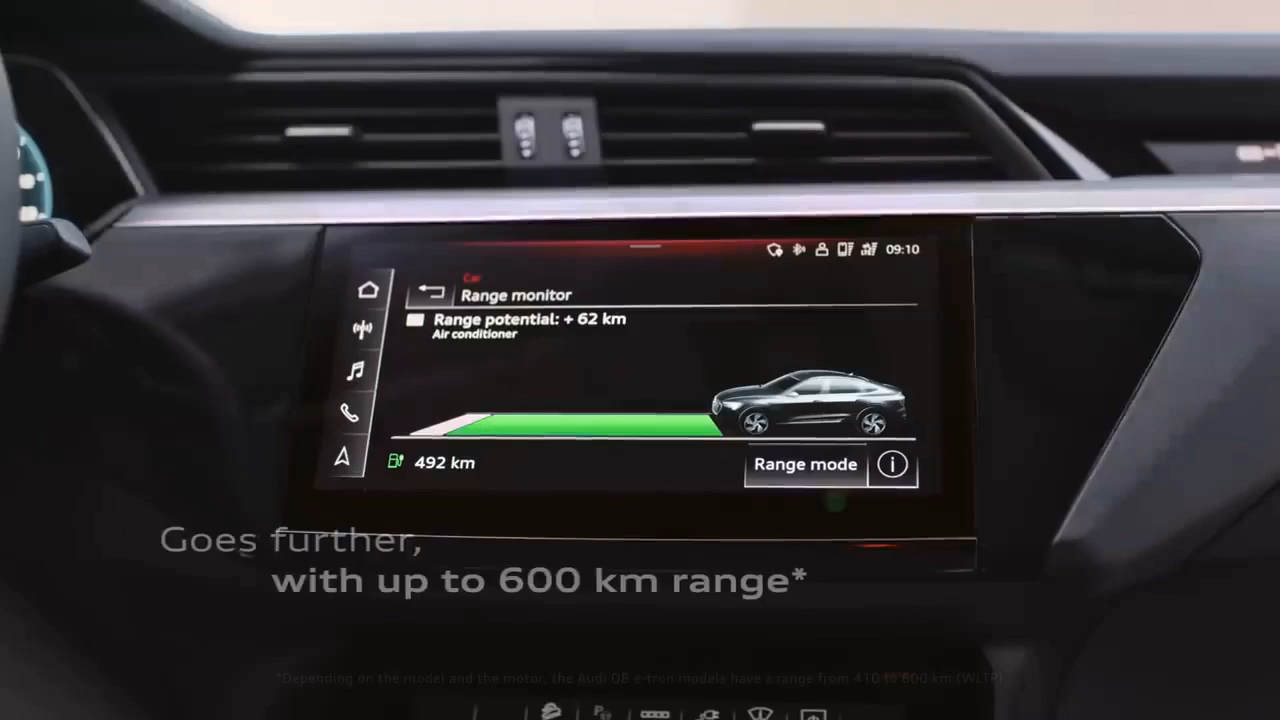 09:10
Car
Range monitor
Range potential: + 62 km
Air conditioner
492 km
Range mode
Goes further,
with up to 600 km range*
*Depending on the model and the motor, the Audi Q8 e-tron models have a range from 410 to 600 km (WLTP)